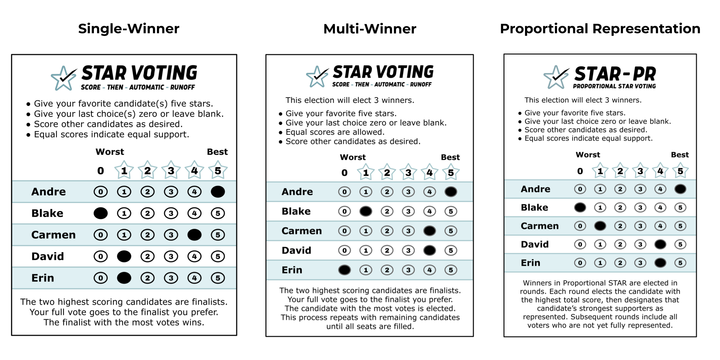 Single-Winner
STAR VOTING
SCORE - THEN - AUTOMATIC - RUNOFF
• Give your favorite candidate(s) five stars.
• Give your last choice(s) zero or leave blank.
• Score other candidates as desired.
• Equal scores indicate equal support.
Worst Best
0 1 2 3 4 5
Andre 0 1 2 3 4
Blake 1 2 3 4 5
Carmen 0 1 2 3 5
David 0 2 3 4 5
Erin 0 2 3 4 5
The two highest scoring candidates are finalists.
Your full vote goes to the finalist you prefer.
The finalist with the most votes wins.
Multi-Winner
STAR VOTING
SCORE - THEN - AUTOMATIC - RUNOFF
This election will elect 3 winners.
• Give your favorite five stars.
• Give your last choice zero or leave blank.
• Equal scores are allowed.
• Score other candidates as desired.
Worst Best
0 1 2 3 4 5
Andre 0 1 2 3 4
Blake 0 2 3 4 5
Carmen 0 1 2 3 5
David 0 1 2 3 5
Erin 1 2 3 4 5
The two highest scoring candidates are finalists.
Your full vote goes to the finalist you prefer.
The candidate with the most votes is elected.
This process repeats with remaining candidates
until all seats are filled.
Proportional Representation
STAR-PR
PROPORTIONAL STAR VOTING
This election will elect 3 winners.
• Give your favorite five stars.
• Give your last choice zero or leave blank.
• Score other candidates as desired.
• Equal scores indicate equal support.
Worst Best
0 1 2 3 4 5
Andre 0 1 2 3 4
Blake 1 2 3 4 5
Carmen 0 2 3 4 5
David 0 1 2 3 5
Erin 0 1 2 3 5
Winners in Proportional STAR are elected in
rounds. Each round elects the candidate with
the highest total score, then designates that
candidate's strongest supporters as
represented. Subsequent rounds include all
voters who are not yet fully represented.